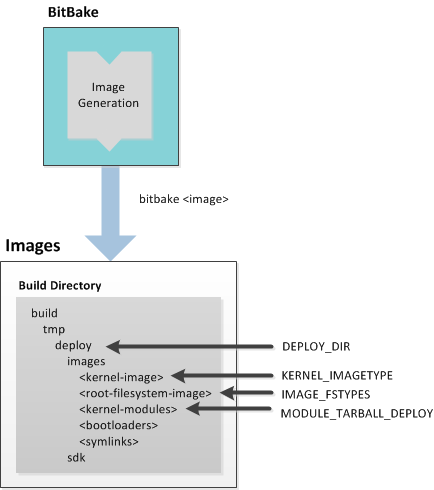 BitBake
Image
Generation
bitbake <image>
Images
Build Directory
build
tmp
deploy
DEPLOY_DIR
images
<kernel-image>
KERNEL_IMAGETYPE
<root-filesystem-image>
IMAGE_FSTYPES
<kernel-modules>
MODULE_TARBALL_DEPLOY
<bootloaders>
<symlinks>
sdk